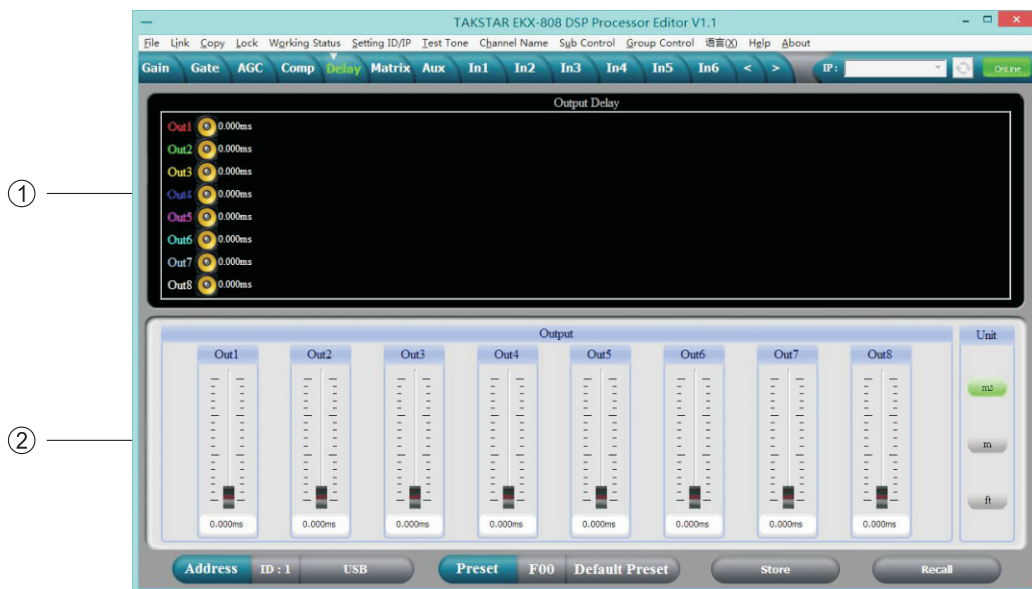 TAKSTAR EKX-808 DSP Processor Editor V1.1
File Link Copy Lock Working Status Setting ID/IP Test Tone Channel Name Sub Control Group Control 语言(X) Help About
Gain Gate AGC Comp Delay Matrix Aux In1 In2 In3 In4 In5 In6 < > IP: OnLine
Output Delay
Out1 0.000ms
Out2 0.000ms
Out3 0.000ms
① Out4 0.000ms
Out5 0.000ms
Out6 0.000ms
Out7 0.000ms
Out8 0.000ms
Output Unit
Out1 Out2 Out3 Out4 Out5 Out6 Out7 Out8
ms
② m
ft
0.000ms 0.000ms 0.000ms 0.000ms 0.000ms 0.000ms 0.000ms 0.000ms
Address ID : 1 USB Preset F00 Default Preset Store Recall